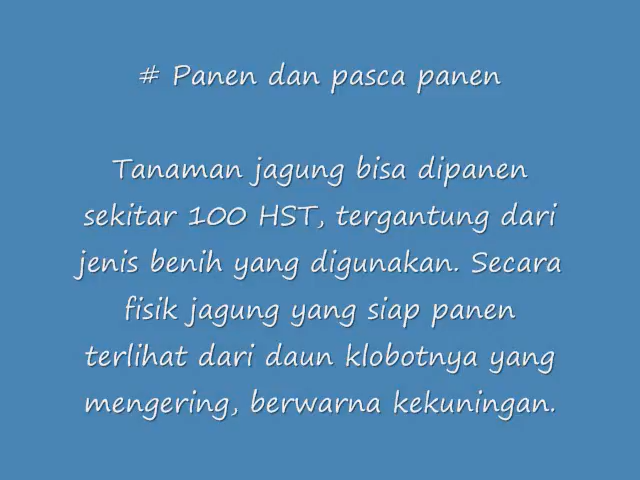 # Panen dan pasca panen
Tanaman jagung bisa dipanen
sekitar 100 HST, tergantung dari
jenis benih yang digunakan. Secara
fisik jagung yang siap panen
terlihat dari daun klobotnya yang
mengering, berwarna kekuningan.